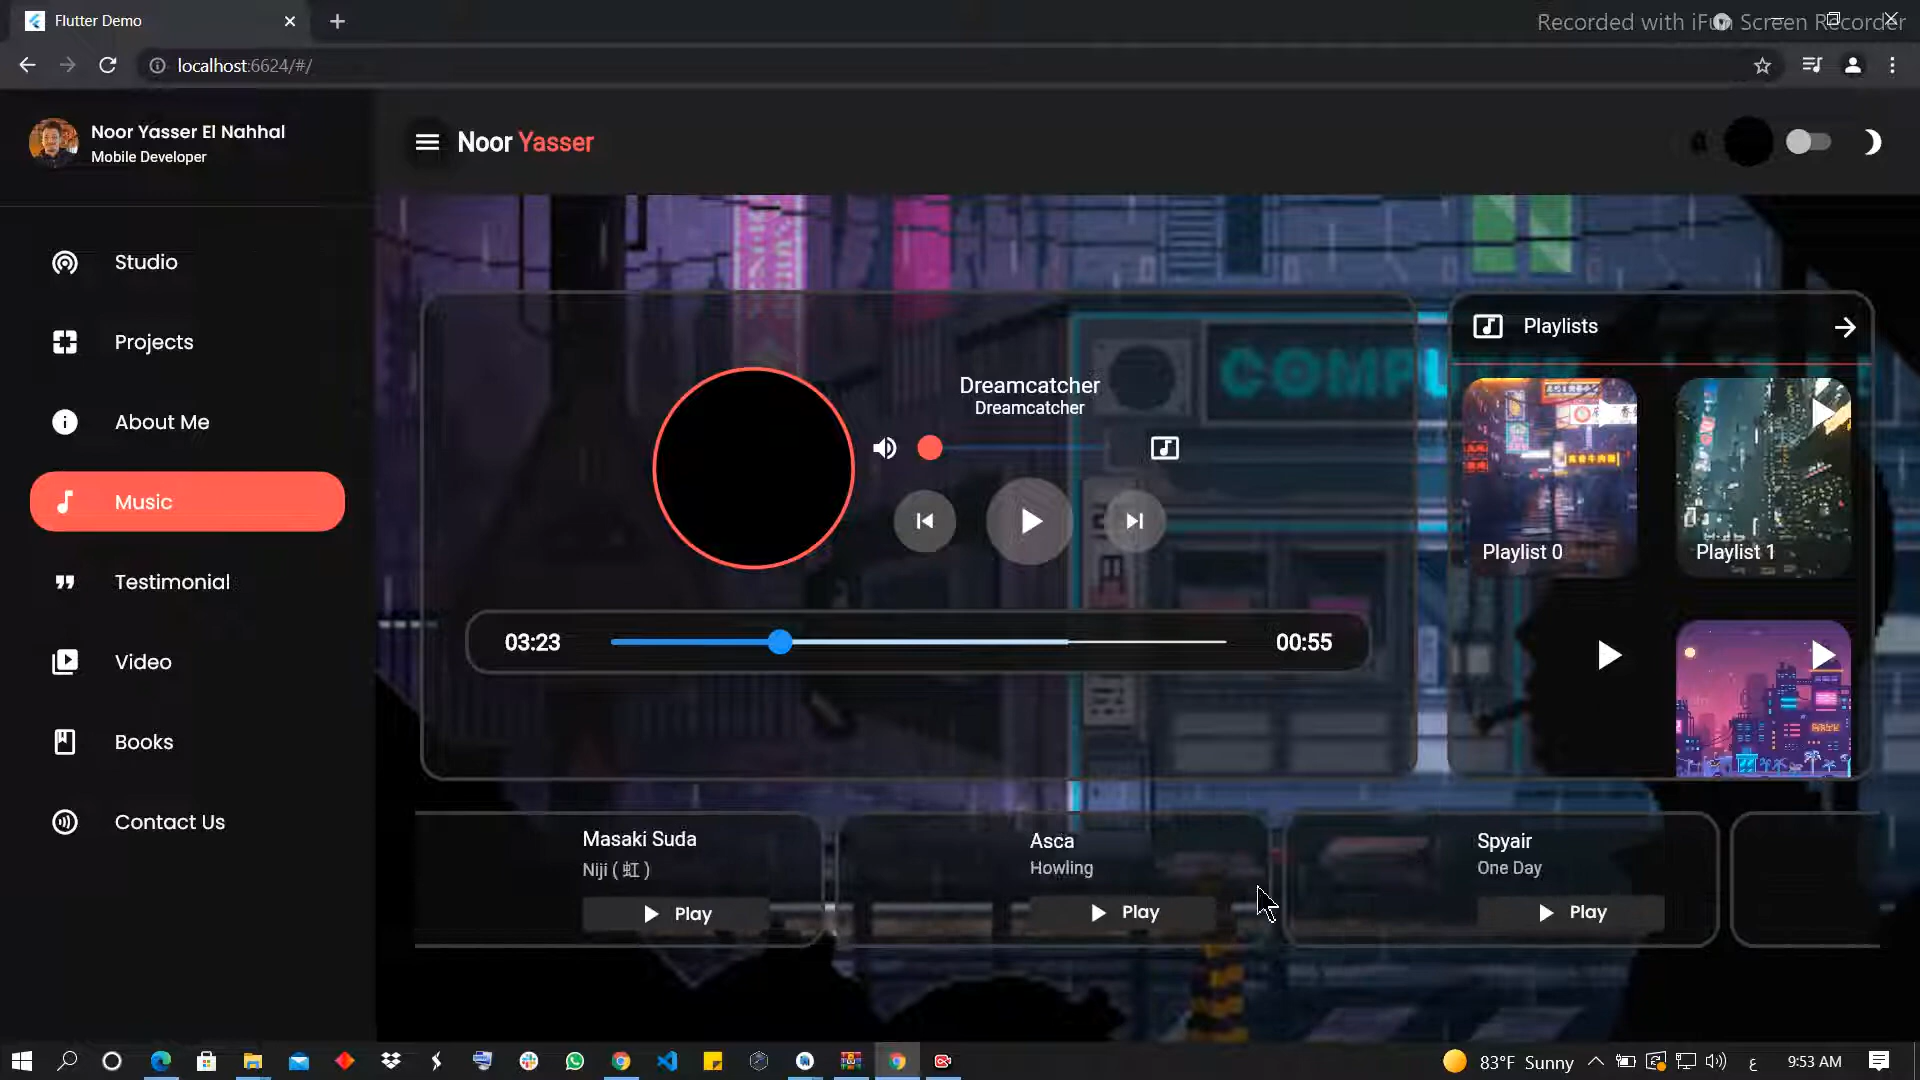 Flutter Demo
Recorded with iFun Screen Recorder
localhost:6624/#/
Noor Yasser El Nahhal
Mobile Developer
Noor Yasser
Studio
Projects
About Me
Music
Testimonial
Video
Books
Contact Us
Dreamcatcher
Dreamcatcher
03:23
00:55
Playlists
Playlist 0
Playlist 1
Masaki Suda
Niji ( 虹 )
Play
Asca
Howling
Play
Spyair
One Day
Play
83°F Sunny
ع
9:53 AM